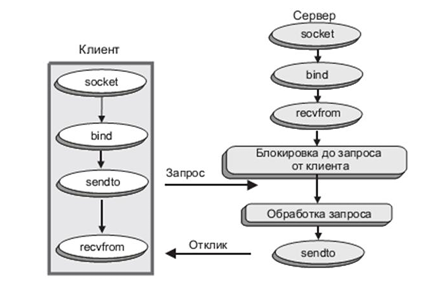 Клиент
socket
bind
sendto
recvfrom
Запрос
Отклик
Сервер
socket
bind
recvfrom
Блокировка до запроса
от клиента
Обработка запроса
sendto